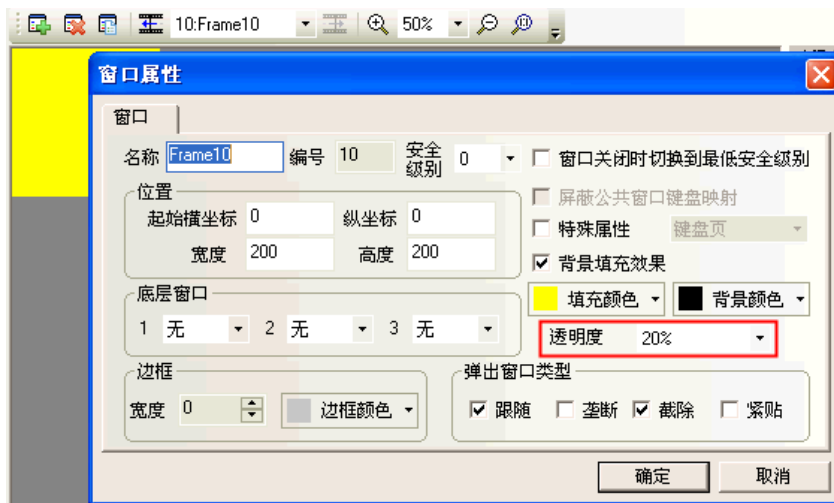 10:Frame10 50%
窗口属性
窗口
名称 Frame10 编号 10 安全级别 0 窗口关闭时切换到最低安全级别
位置 屏蔽公共窗口键盘映射
起始横坐标 0 纵坐标 0 特殊属性 键盘页
宽度 200 高度 200 背景填充效果
底层窗口 填充颜色 背景颜色
1 无 2 无 3 无 透明度 20%
边框 弹出窗口类型
宽度 0 边框颜色 跟随 垄断 截除 紧贴
确定 取消